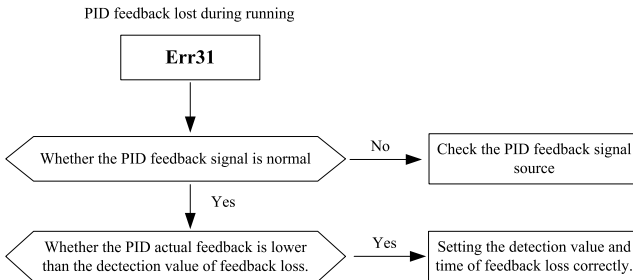 PID feedback lost during running
Err31
Whether the PID feedback signal is normal
No
Check the PID feedback signal
source
Yes
Whether the PID actual feedback is lower
than the dectection value of feedback loss.
Yes
Setting the detection value and
time of feedback loss correctly.